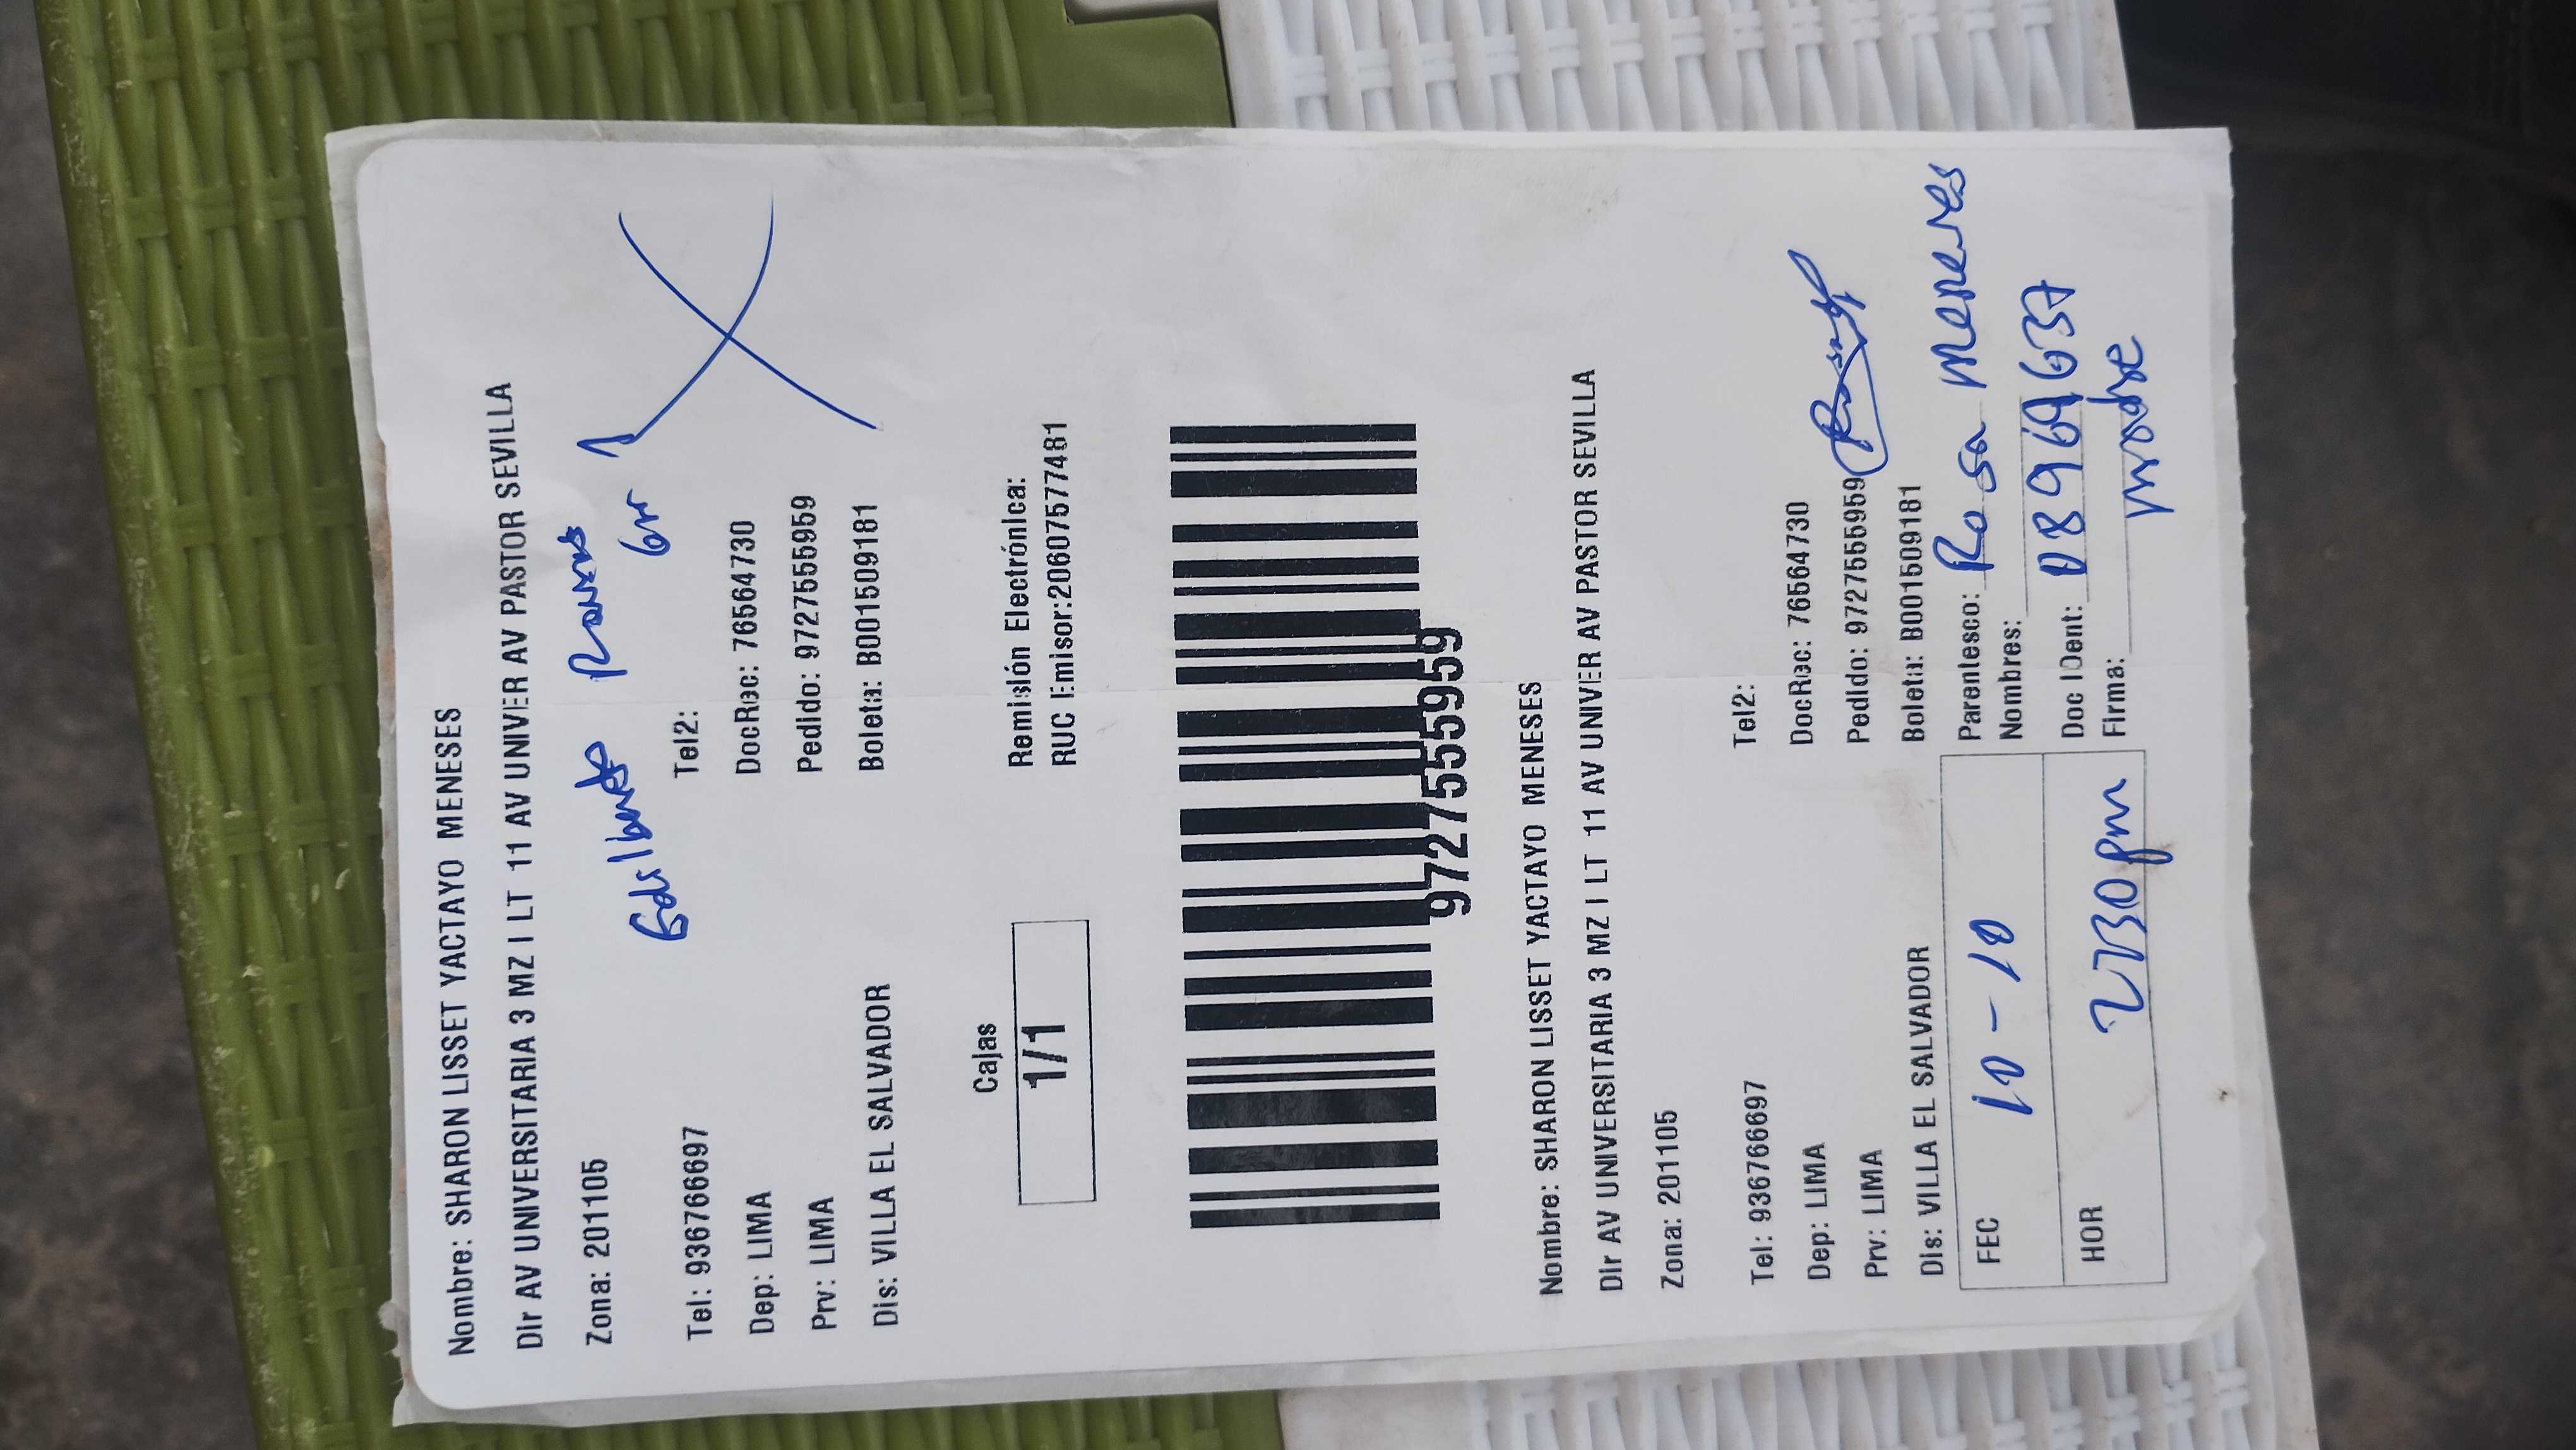 Nombre: SHARON LISSET YACTAYO MENESES
Dir AV UNIVERSITARIA 3 MZ I LT 11 AV UNIVER AV PASTOR SEVILLA
Zona: 201105
Tel: 936766697
Tel2:
Dep: LIMA
DocRec: 76564730
Prv: LIMA
Pedido: 9727555959
Dis: VILLA EL SALVADOR
Boleta: B001509181
Cajas
1/1
Remisión Electrónica:
RUC Emisor:20607577481
9727555959
Nombre: SHARON LISSET YACTAYO MENESES
Dir AV UNIVERSITARIA 3 MZ I LT 11 AV UNIVER AV PASTOR SEVILLA
Zona: 201105
Tel: 936766697
Tel2:
Dep: LIMA
DocRec: 76564730
Prv: LIMA
Pedido: 9727555959
Dis: VILLA EL SALVADOR
Boleta: B001509181
FEC 10-10
Parentesco: Rosa Meneses
Nombres:
HOR 2:30 pm
Doc IDent: 08969637
Firma: madre